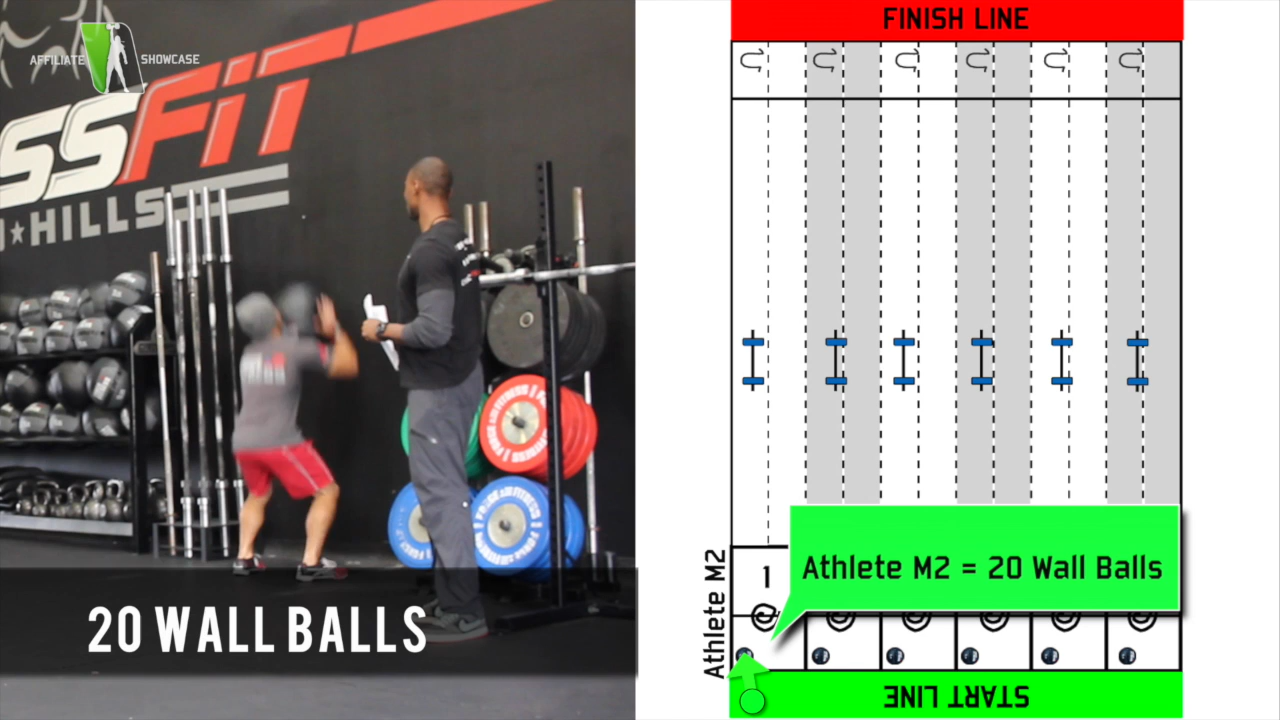 AFFILIATE SHOWCASE
SSFIT
HILLS
20 WALL BALLS
FINISH LINE
Athlete M2
1
Athlete M2 = 20 Wall Balls
START LINE